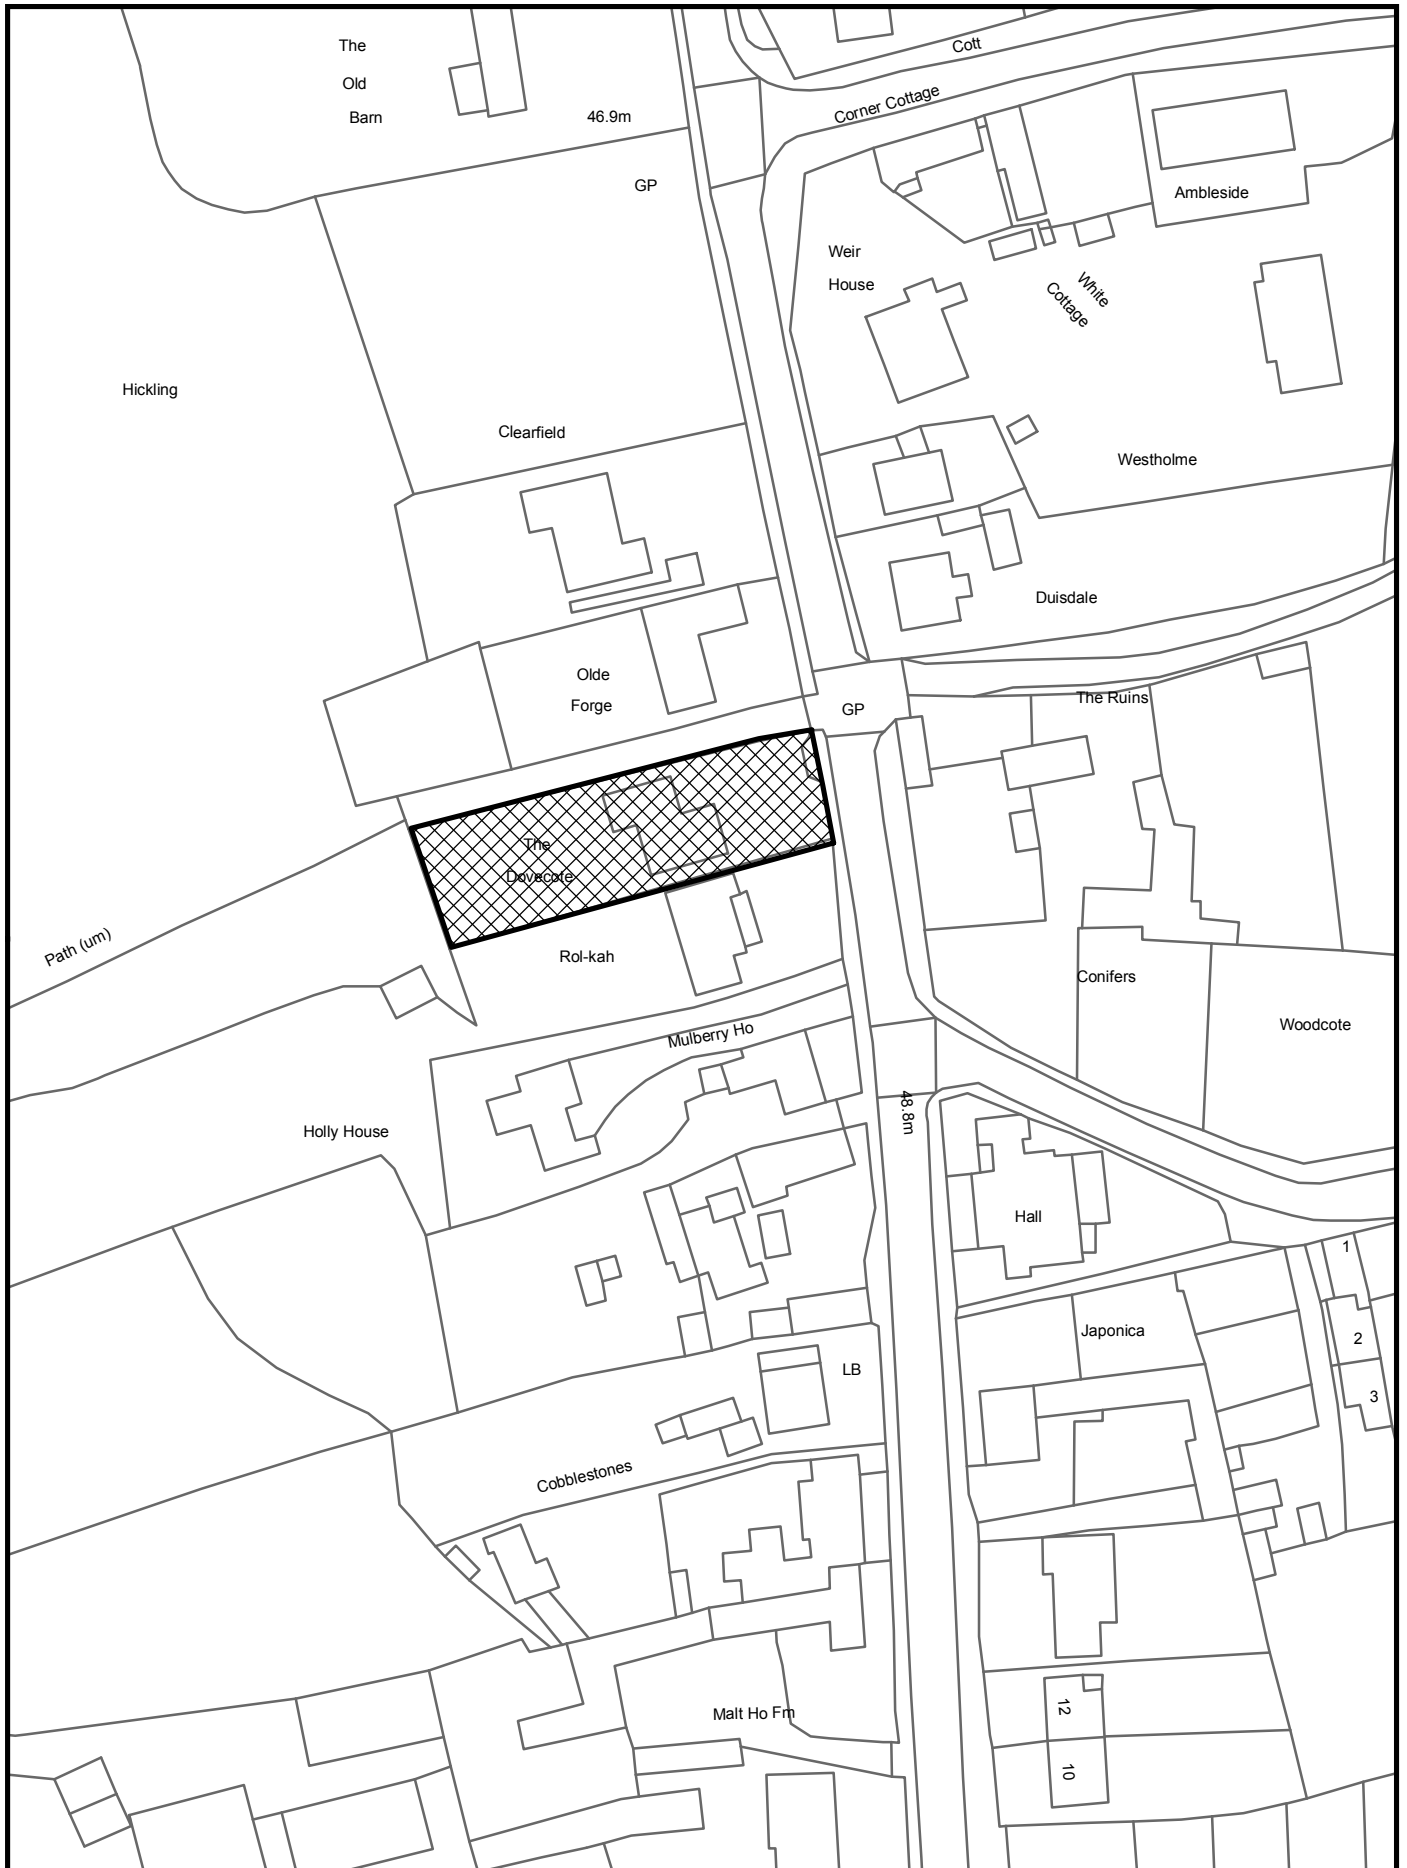 The
Old
Barn
Cott
Corner Cottage
46.9m
GP
Ambleside
Weir
House
White
Cottage
Hickling
Clearfield
Westholme
Duisdale
Olde
Forge
The Ruins
GP
The
Dovecote
Path (um)
Rol-kah
Conifers
Woodcote
Mulberry Ho
48.8m
Holly House
Hall
1
Japonica
2
LB
3
Cobblestones
Malt Ho Fm
12
10